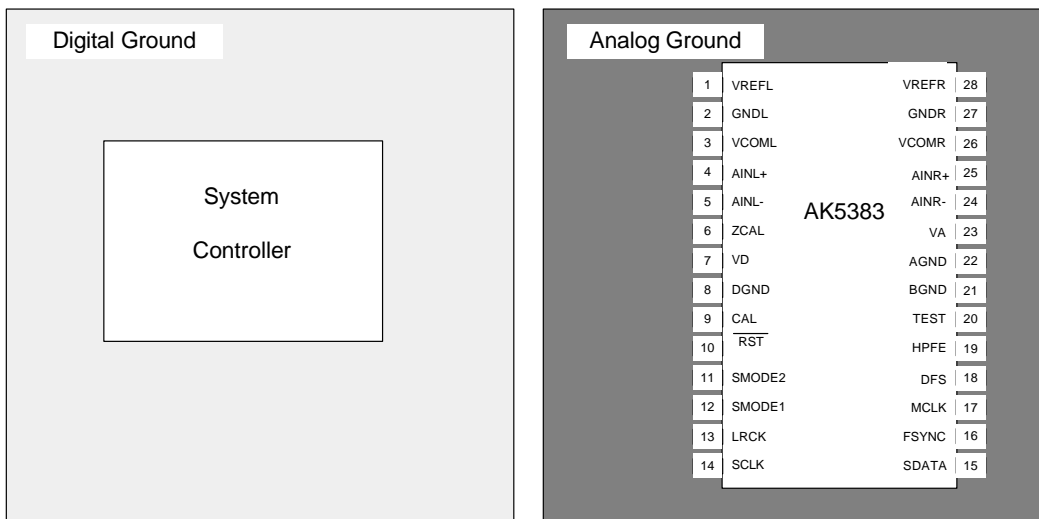 Digital Ground
System
Controller
Analog Ground
1 VREFL VREFR 28
2 GNDL GNDR 27
3 VCOML VCOMR 26
4 AINL+ AINR+ 25
5 AINL- AINR- 24
AK5383
6 ZCAL VA 23
7 VD AGND 22
8 DGND BGND 21
9 CAL TEST 20
10 RST HPFE 19
11 SMODE2 DFS 18
12 SMODE1 MCLK 17
13 LRCK FSYNC 16
14 SCLK SDATA 15